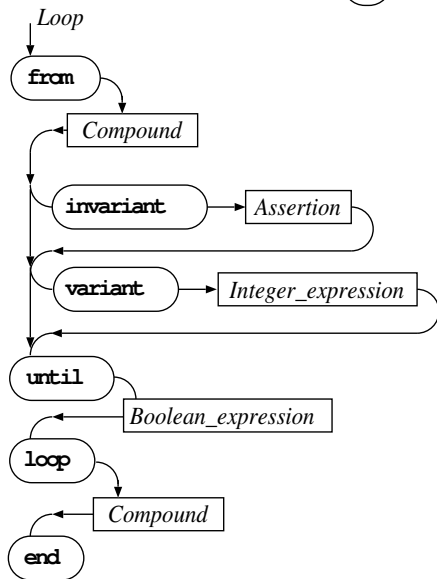 Loop
from
Compound
invariant Assertion
variant Integer_expression
until
Boolean_expression
loop
Compound
end